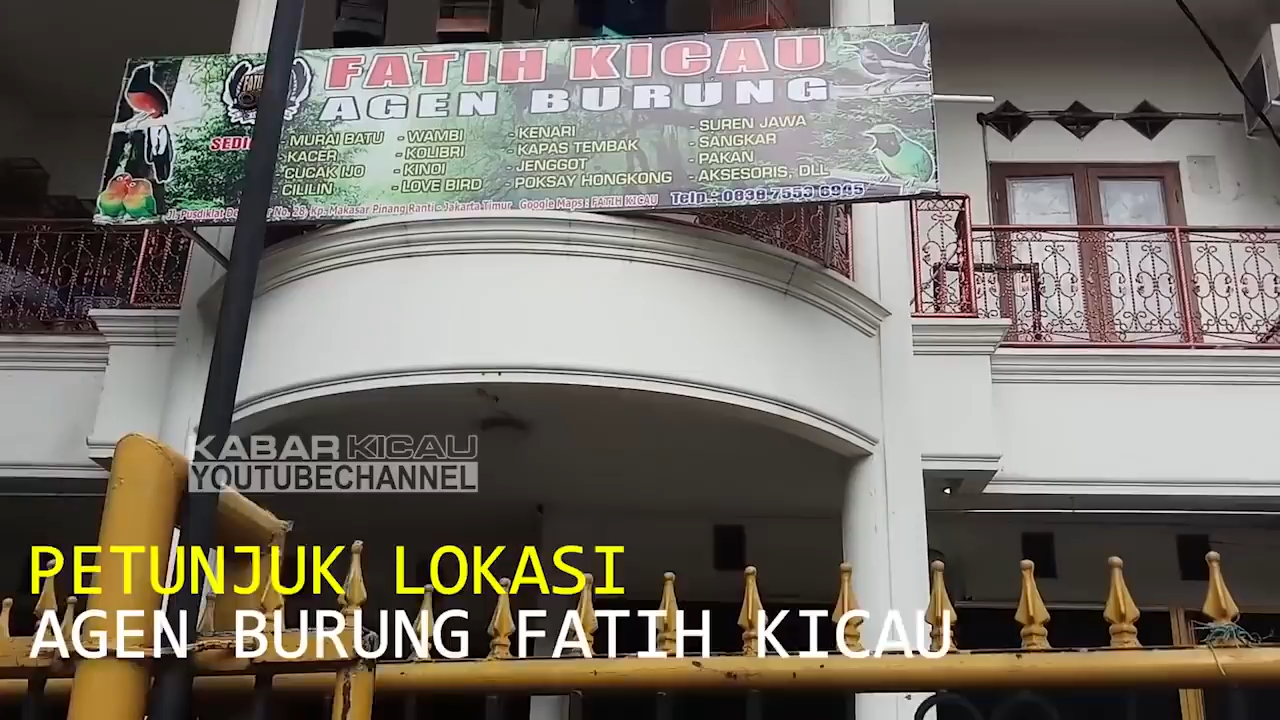 FATIH KICAU
AGEN BURUNG
MURAI BATU
- KACER
- CUCAK IJO
- CILILIN
- WAMBI
- KOLIBRI
- KINOI
- LOVE BIRD
- KENARI
- KAPAS TEMBAK
- JENGGOT
- POKSAY HONGKONG
- SUREN JAWA
- SANGKAR
- PAKAN
- AKSESORIS, DLL
No. 28, Kp. Makasar Pinang Ranti - Jakarta Timur Google Maps : FATIH KICAU
Telp.: 0838 7553 6945
KABAR KICAU
YOUTUBECHANNEL
PETUNJUK LOKASI
AGEN BURUNG FATIH KICAU